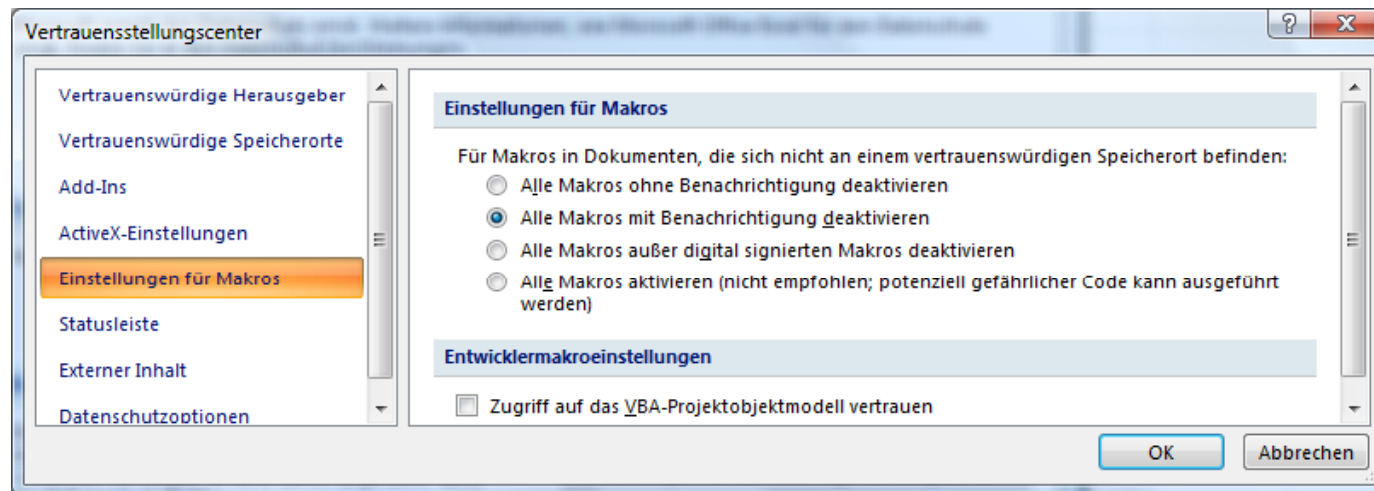 Vertrauensstellungscenter
Vertrauenswürdige Herausgeber
Vertrauenswürdige Speicherorte
Add-Ins
ActiveX-Einstellungen
Einstellungen für Makros
Statusleiste
Externer Inhalt
Datenschutzoptionen
Einstellungen für Makros
Für Makros in Dokumenten, die sich nicht an einem vertrauenswürdigen Speicherort befinden:
Alle Makros ohne Benachrichtigung deaktivieren
Alle Makros mit Benachrichtigung deaktivieren
Alle Makros außer digital signierten Makros deaktivieren
Alle Makros aktivieren (nicht empfohlen; potenziell gefährlicher Code kann ausgeführt
werden)
Entwicklermakroeinstellungen
Zugriff auf das VBA-Projektobjektmodell vertrauen
OK
Abbrechen